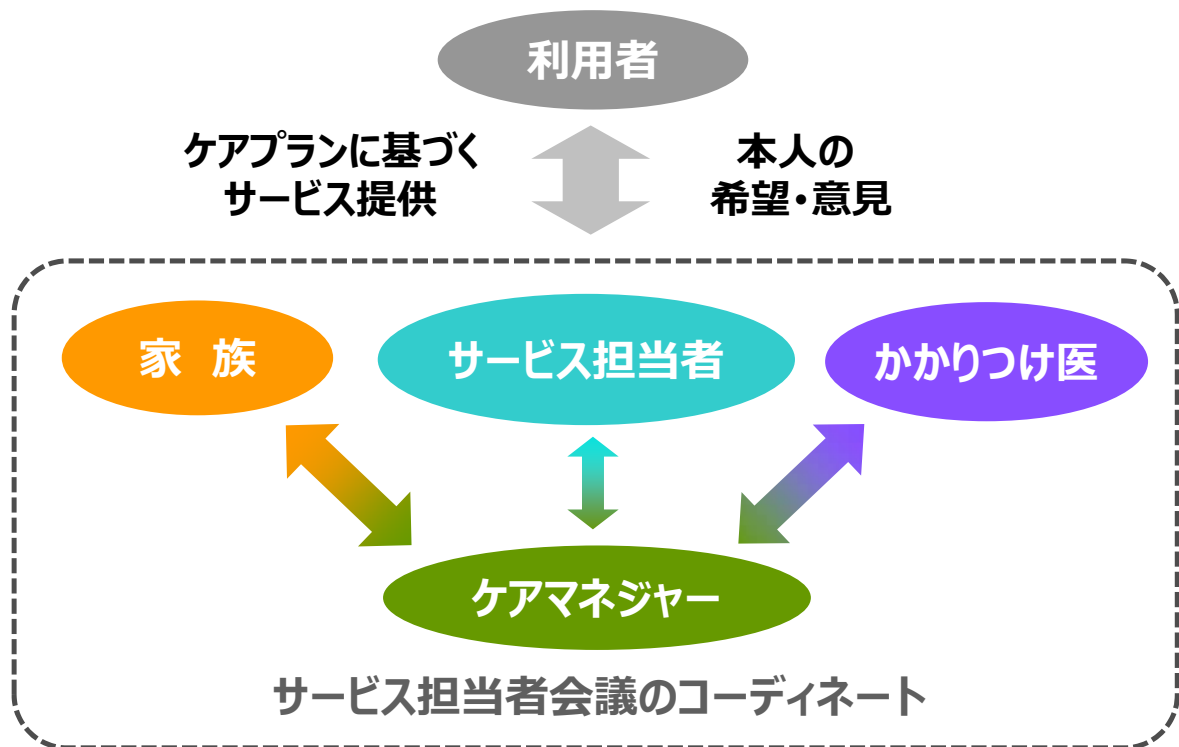 利用者
ケアプランに基づく
サービス提供
本人の
希望・意見
家　族
サービス担当者
かかりつけ医
ケアマネジャー
サービス担当者会議のコーディネート